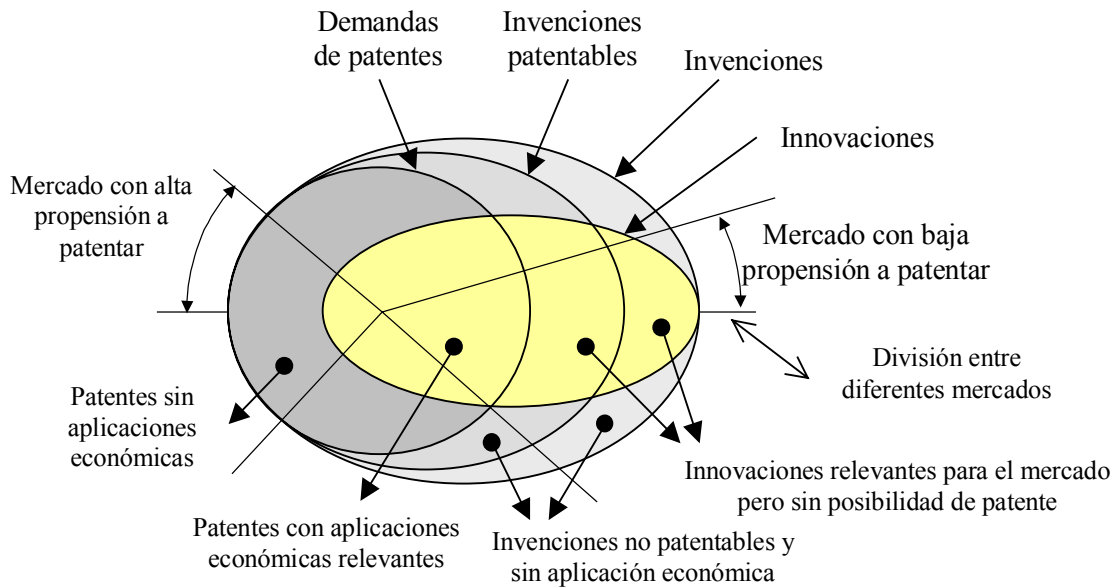 Demandas
de patentes
Invenciones
patentables
Invenciones
Innovaciones
Mercado con alta
propensión a
patentar
Mercado con baja
propensión a patentar
División entre
diferentes mercados
Patentes sin
aplicaciones
económicas
Innovaciones relevantes para el mercado
pero sin posibilidad de patente
Patentes con aplicaciones
económicas relevantes
Invenciones no patentables y
sin aplicación económica